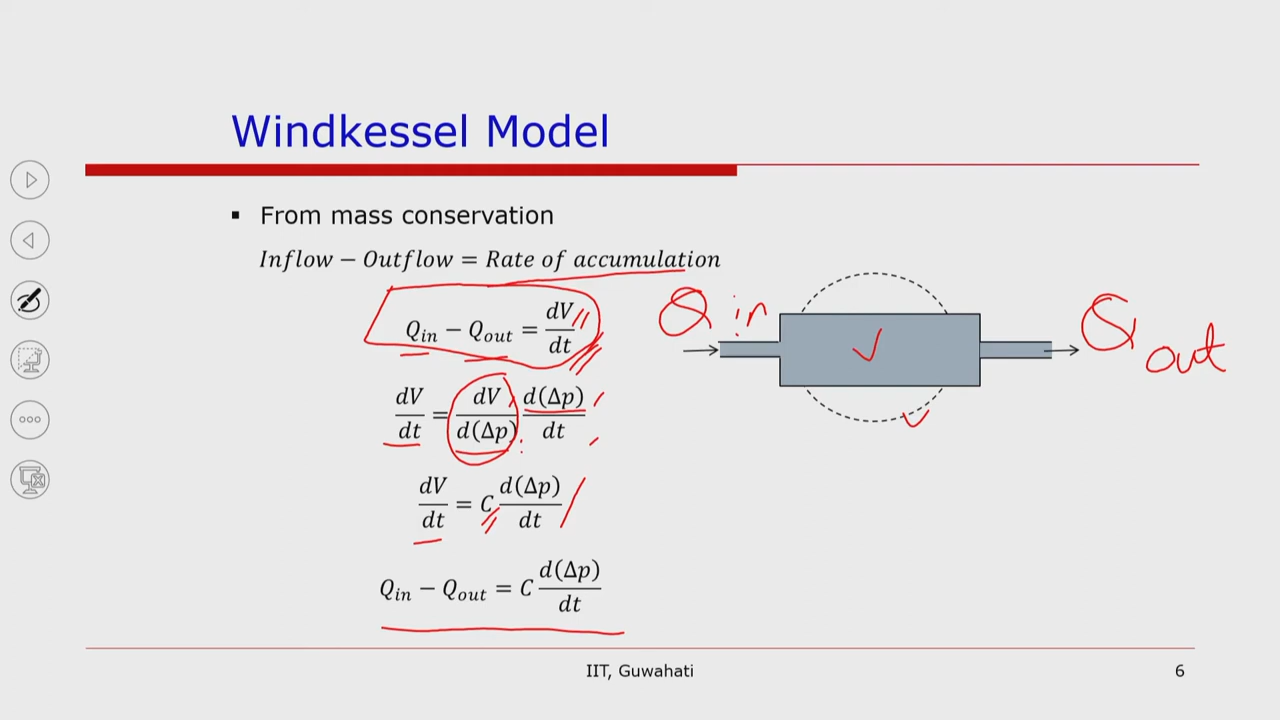 Windkessel Model
▪ From mass conservation
Inflow − Outflow = Rate of accumulation
Q_in − Q_out = dV/dt
dV/dt = dV/d(Δp) d(Δp)/dt
dV/dt = C d(Δp)/dt
Q_in − Q_out = C d(Δp)/dt
Q in
Q out
IIT, Guwahati
6